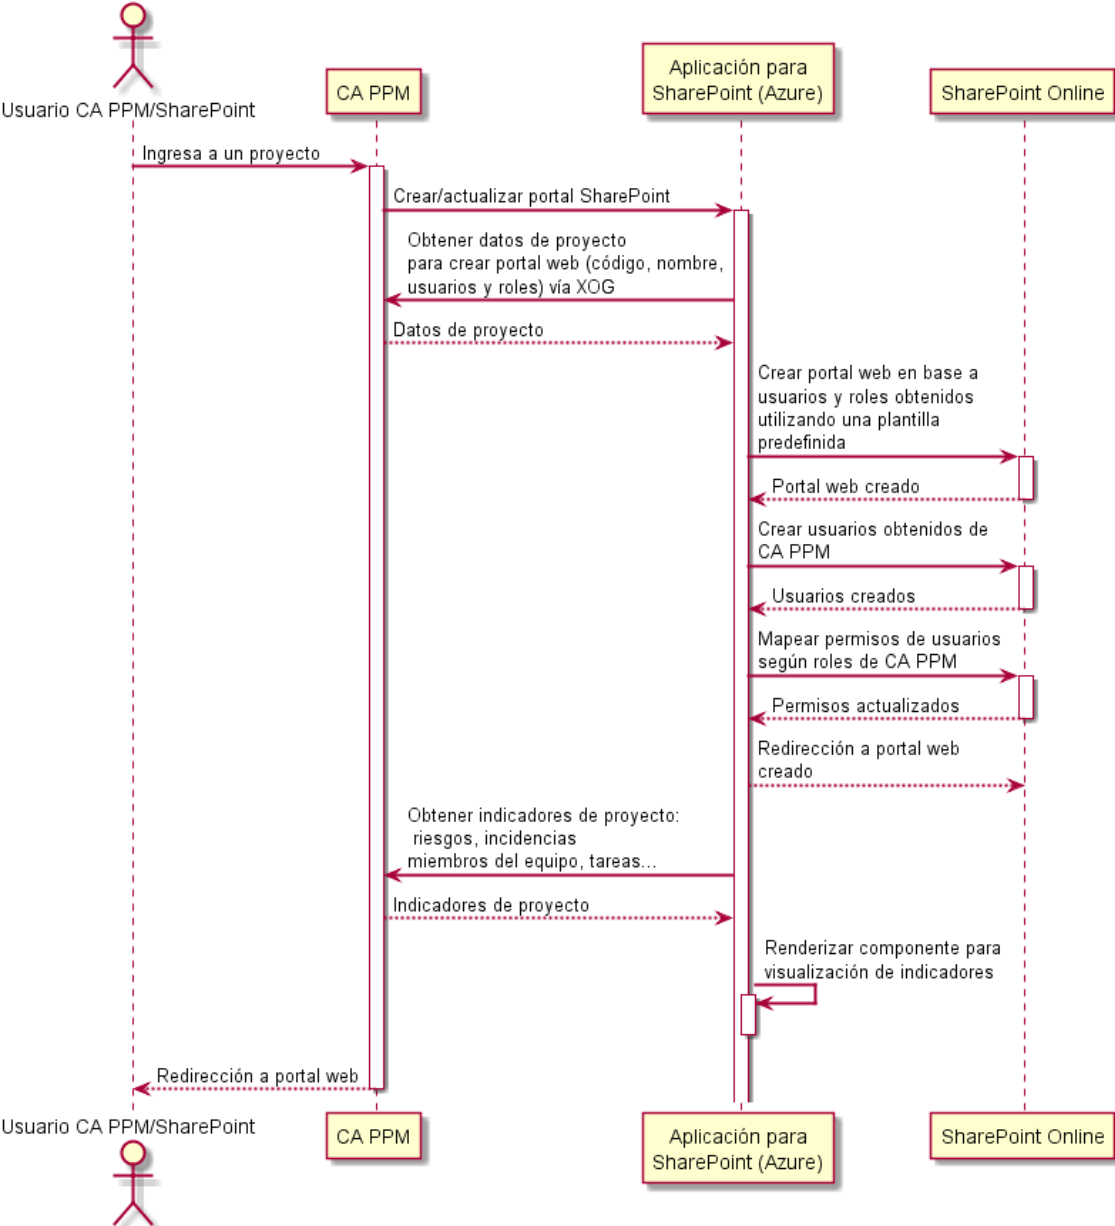 Usuario CA PPM/SharePoint
CA PPM
Aplicación para
SharePoint (Azure)
SharePoint Online
Ingresa a un proyecto
Crear/actualizar portal SharePoint
Obtener datos de proyecto
para crear portal web (código, nombre,
usuarios y roles) vía XOG
Datos de proyecto
Crear portal web en base a
usuarios y roles obtenidos
utilizando una plantilla
predefinida
Portal web creado
Crear usuarios obtenidos de
CA PPM
Usuarios creados
Mapear permisos de usuarios
según roles de CA PPM
Permisos actualizados
Redirección a portal web
creado
Obtener indicadores de proyecto:
riesgos, incidencias
miembros del equipo, tareas...
Indicadores de proyecto
Renderizar componente para
visualización de indicadores
Redirección a portal web
Usuario CA PPM/SharePoint
CA PPM
Aplicación para
SharePoint (Azure)
SharePoint Online